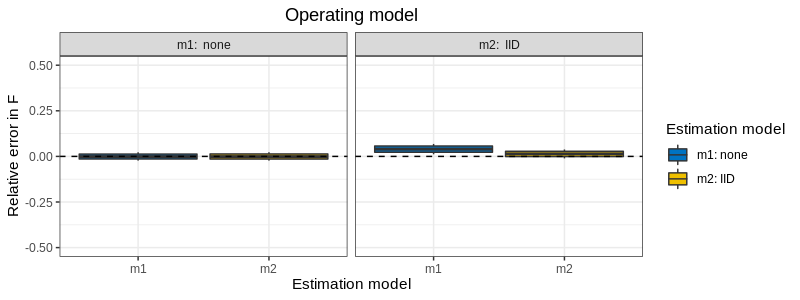 Operating model
m1: none
m2: IID
Relative error in F
0.50
0.25
0.00
-0.25
-0.50
m1
m2
m1
m2
Estimation model
Estimation model
m1: none
m2: IID